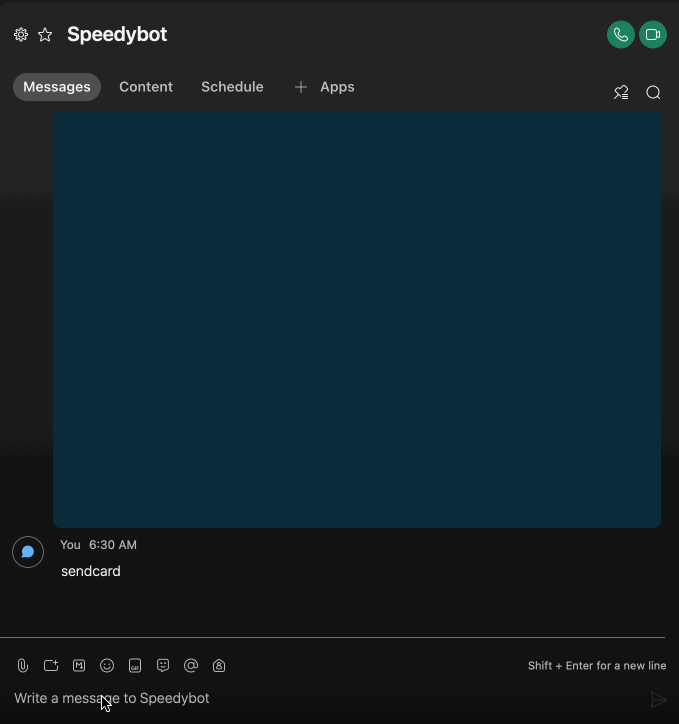 Speedybot
Messages Content Schedule + Apps
You 6:30 AM
sendcard
M GIF @
Shift + Enter for a new line
Write a message to Speedybot